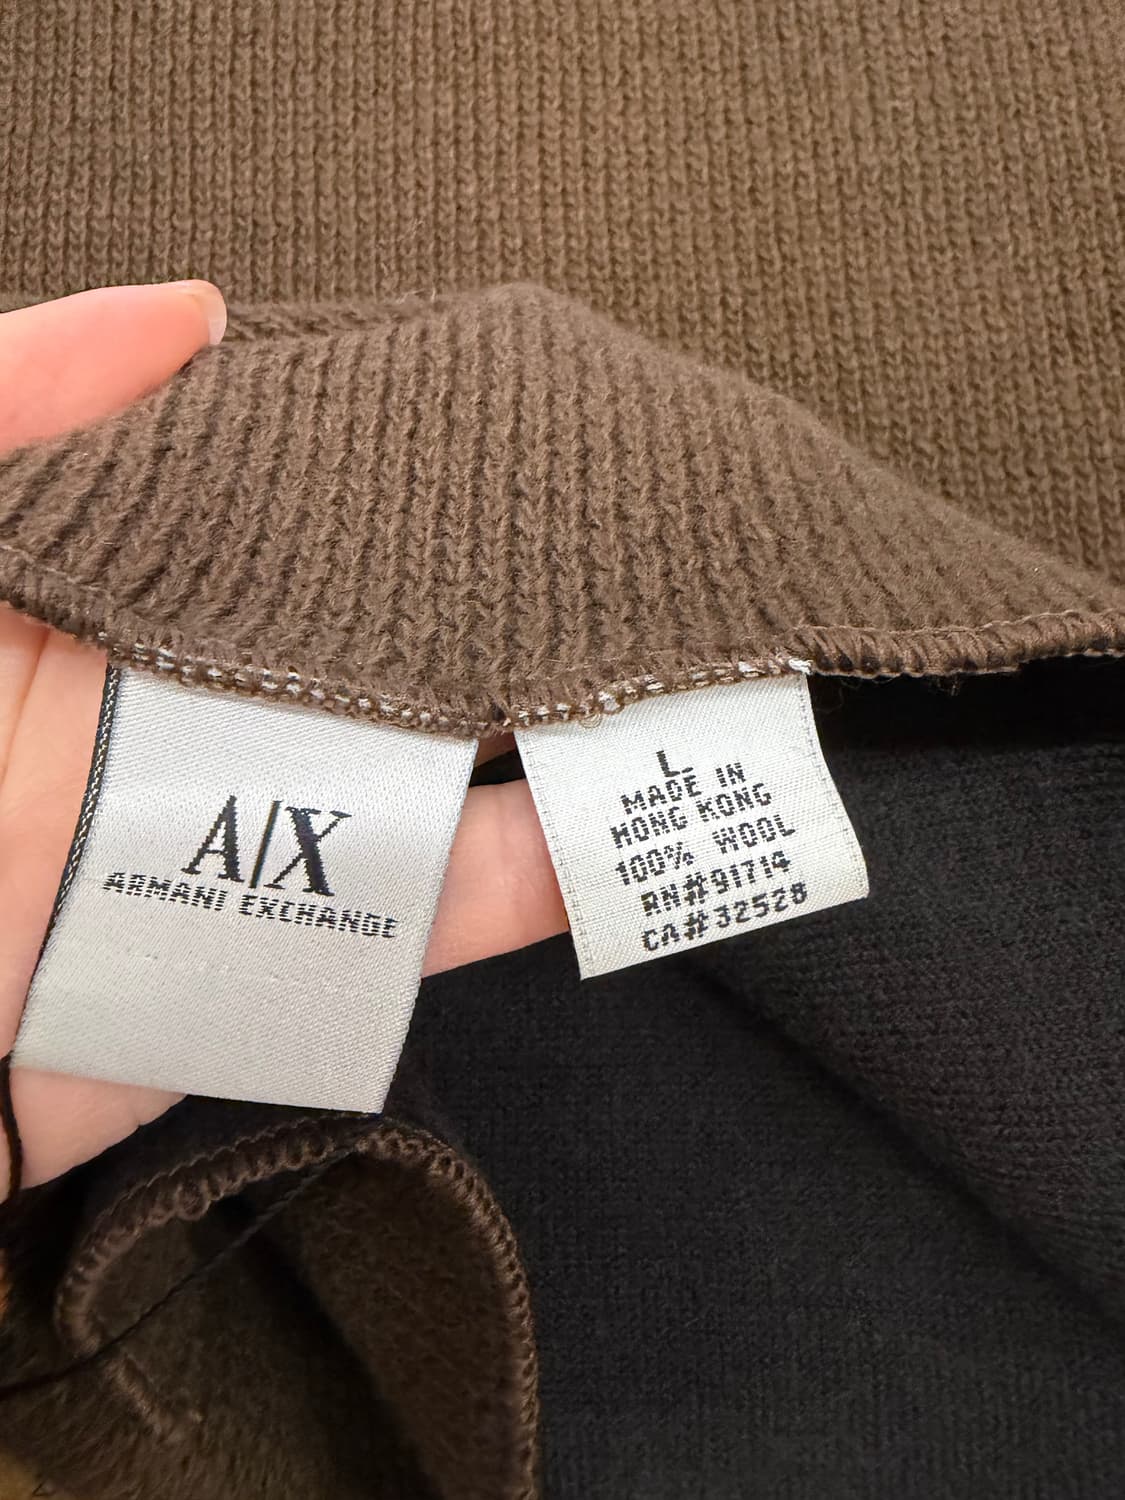 A|X
ARMANI EXCHANGE
L
MADE IN
HONG KONG
100% WOOL
RN#91714
CA#32528